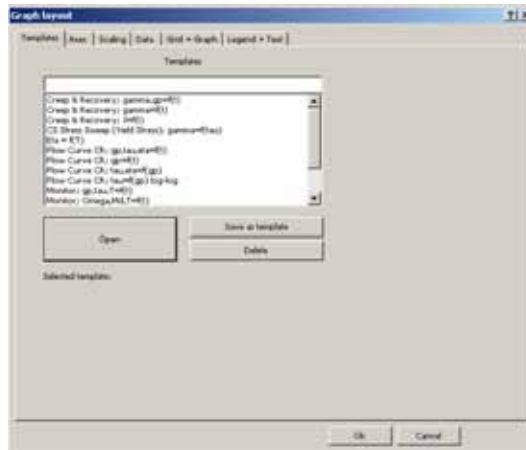 Graph layout
Templates Axes Scaling Data Grid + Graph Legend + Text
Templates
Creep & Recovery: gamma,gp=f(t)
Creep & Recovery: gamma=f(t)
Creep & Recovery: J=f(t)
CS Stress Sweep (Yield Stress): gamma=f(tau)
Eta = f(T)
Flow Curve CR: gp,tau,eta=f(t)
Flow Curve CR: gp=f(t)
Flow Curve CR: tau,eta=f(gp)
Flow Curve CR: tau=f(gp) log-log
Monitor: gp,tau,T=f(t)
Monitor: Omega,Md,T=f(t)
Open
Save as template
Delete
Selected template:
Ok Cancel